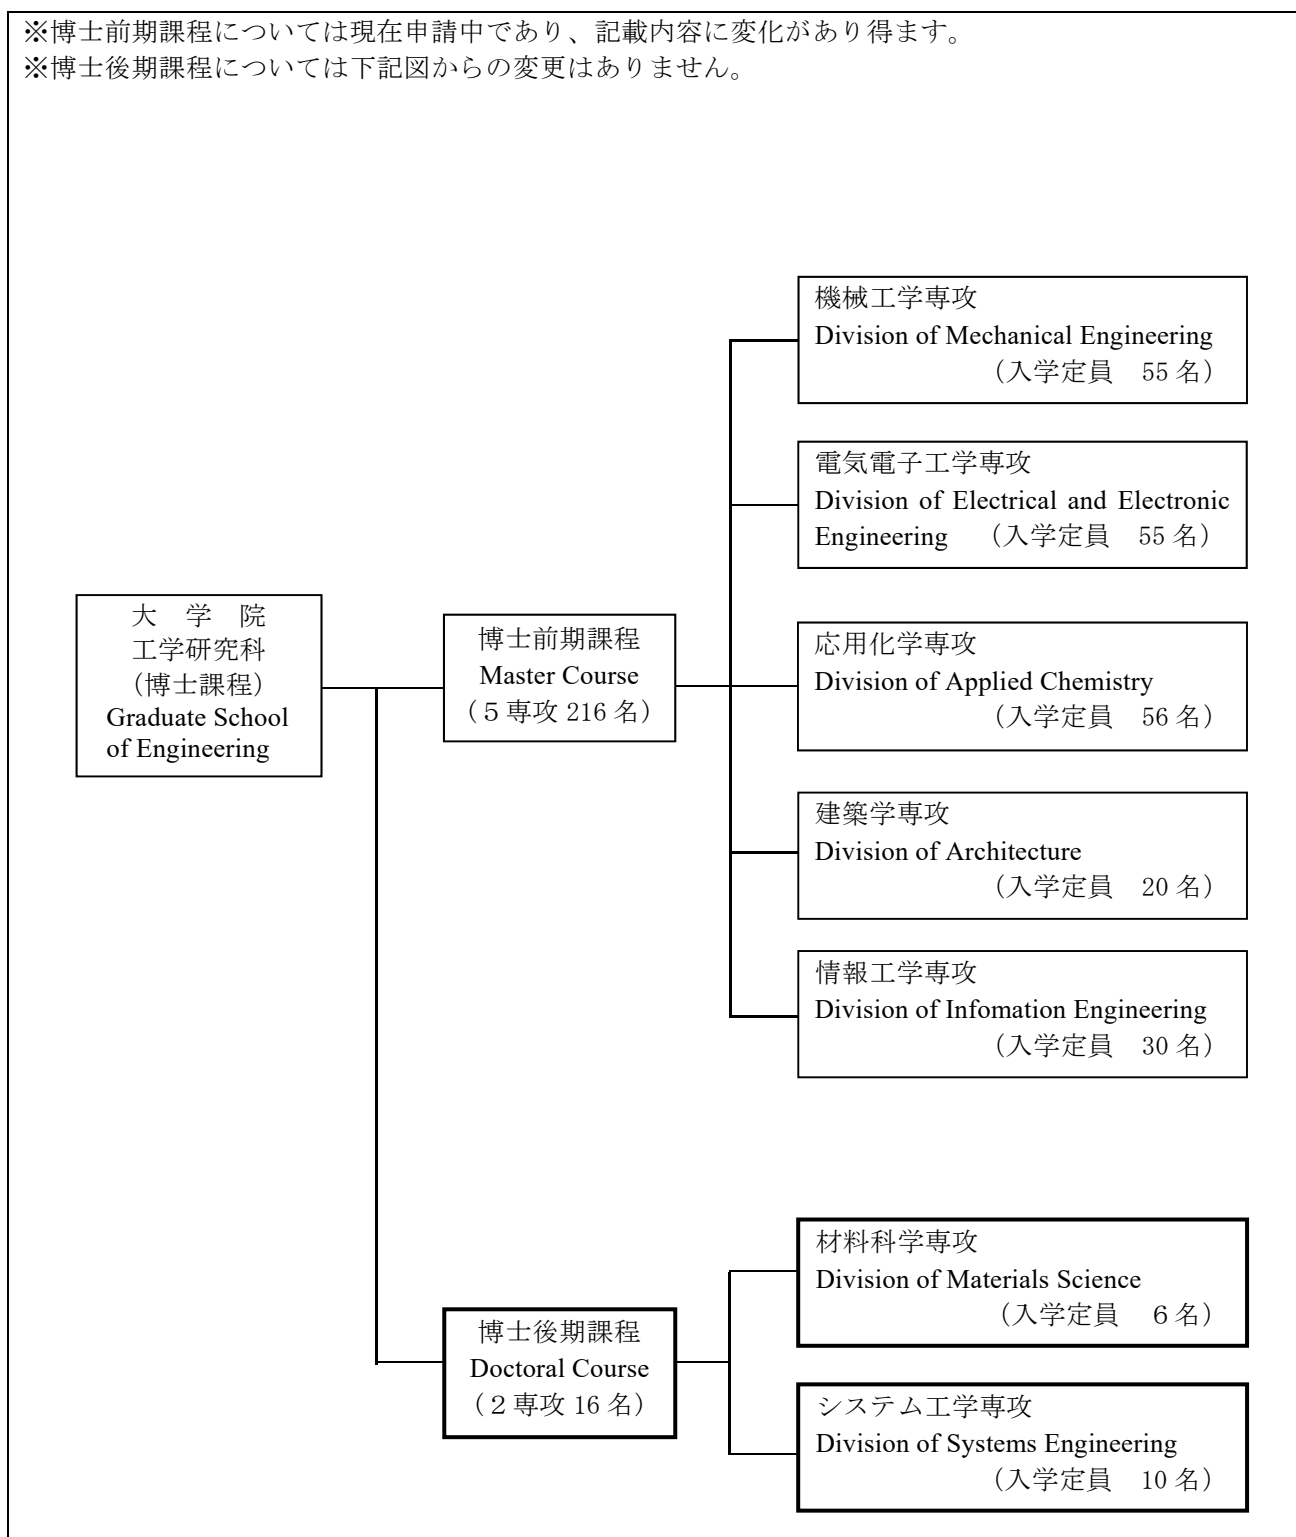 ※博士前期課程については現在申請中であり、記載内容に変化があり得ます。
※博士後期課程については下記図からの変更はありません。
機械工学専攻
Division of Mechanical Engineering
（入学定員　55 名）
電気電子工学専攻
Division of Electrical and Electronic
Engineering　（入学定員　55 名）
大　学　院
工学研究科
（博士課程）
Graduate School
of Engineering
博士前期課程
Master Course
（５専攻 216 名）
応用化学専攻
Division of Applied Chemistry
（入学定員　56 名）
建築学専攻
Division of Architecture
（入学定員　20 名）
情報工学専攻
Division of Infomation Engineering
（入学定員　30 名）
博士後期課程
Doctoral Course
（２専攻 16 名）
材料科学専攻
Division of Materials Science
（入学定員　６名）
システム工学専攻
Division of Systems Engineering
（入学定員　10 名）